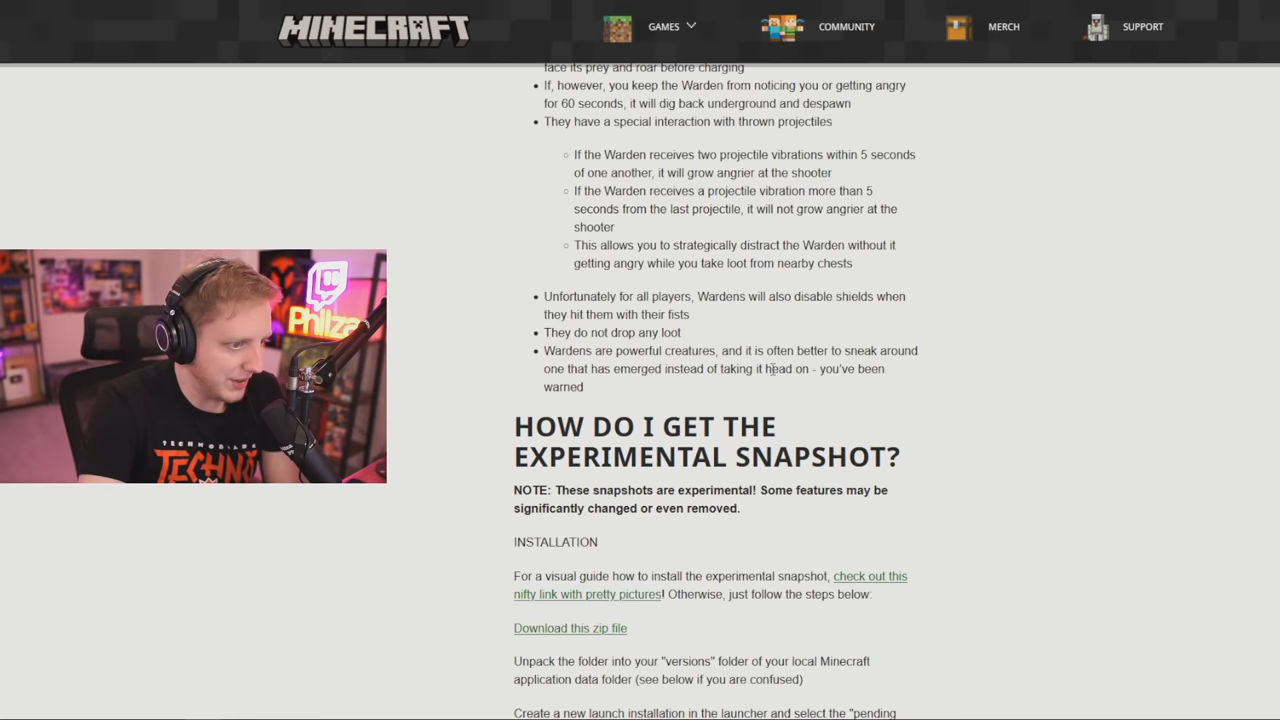 MINECRAFT
GAMES
COMMUNITY
MERCH
SUPPORT
face its prey and roar before charging
If, however, you keep the Warden from noticing you or getting angry
for 60 seconds, it will dig back underground and despawn
They have a special interaction with thrown projectiles
If the Warden receives two projectile vibrations within 5 seconds
of one another, it will grow angrier at the shooter
If the Warden receives a projectile vibration more than 5
seconds from the last projectile, it will not grow angrier at the
shooter
This allows you to strategically distract the Warden without it
getting angry while you take loot from nearby chests
Unfortunately for all players, Wardens will also disable shields when
they hit them with their fists
They do not drop any loot
Wardens are powerful creatures, and it is often better to sneak around
one that has emerged instead of taking it head on - you've been
warned
Philza
TECHNO
HOW DO I GET THE
EXPERIMENTAL SNAPSHOT?
NOTE: These snapshots are experimental! Some features may be
significantly changed or even removed.
INSTALLATION
For a visual guide how to install the experimental snapshot, check out this
nifty link with pretty pictures! Otherwise, just follow the steps below:
Download this zip file
Unpack the folder into your "versions" folder of your local Minecraft
application data folder (see below if you are confused)
Create a new launch installation in the launcher and select the "pending